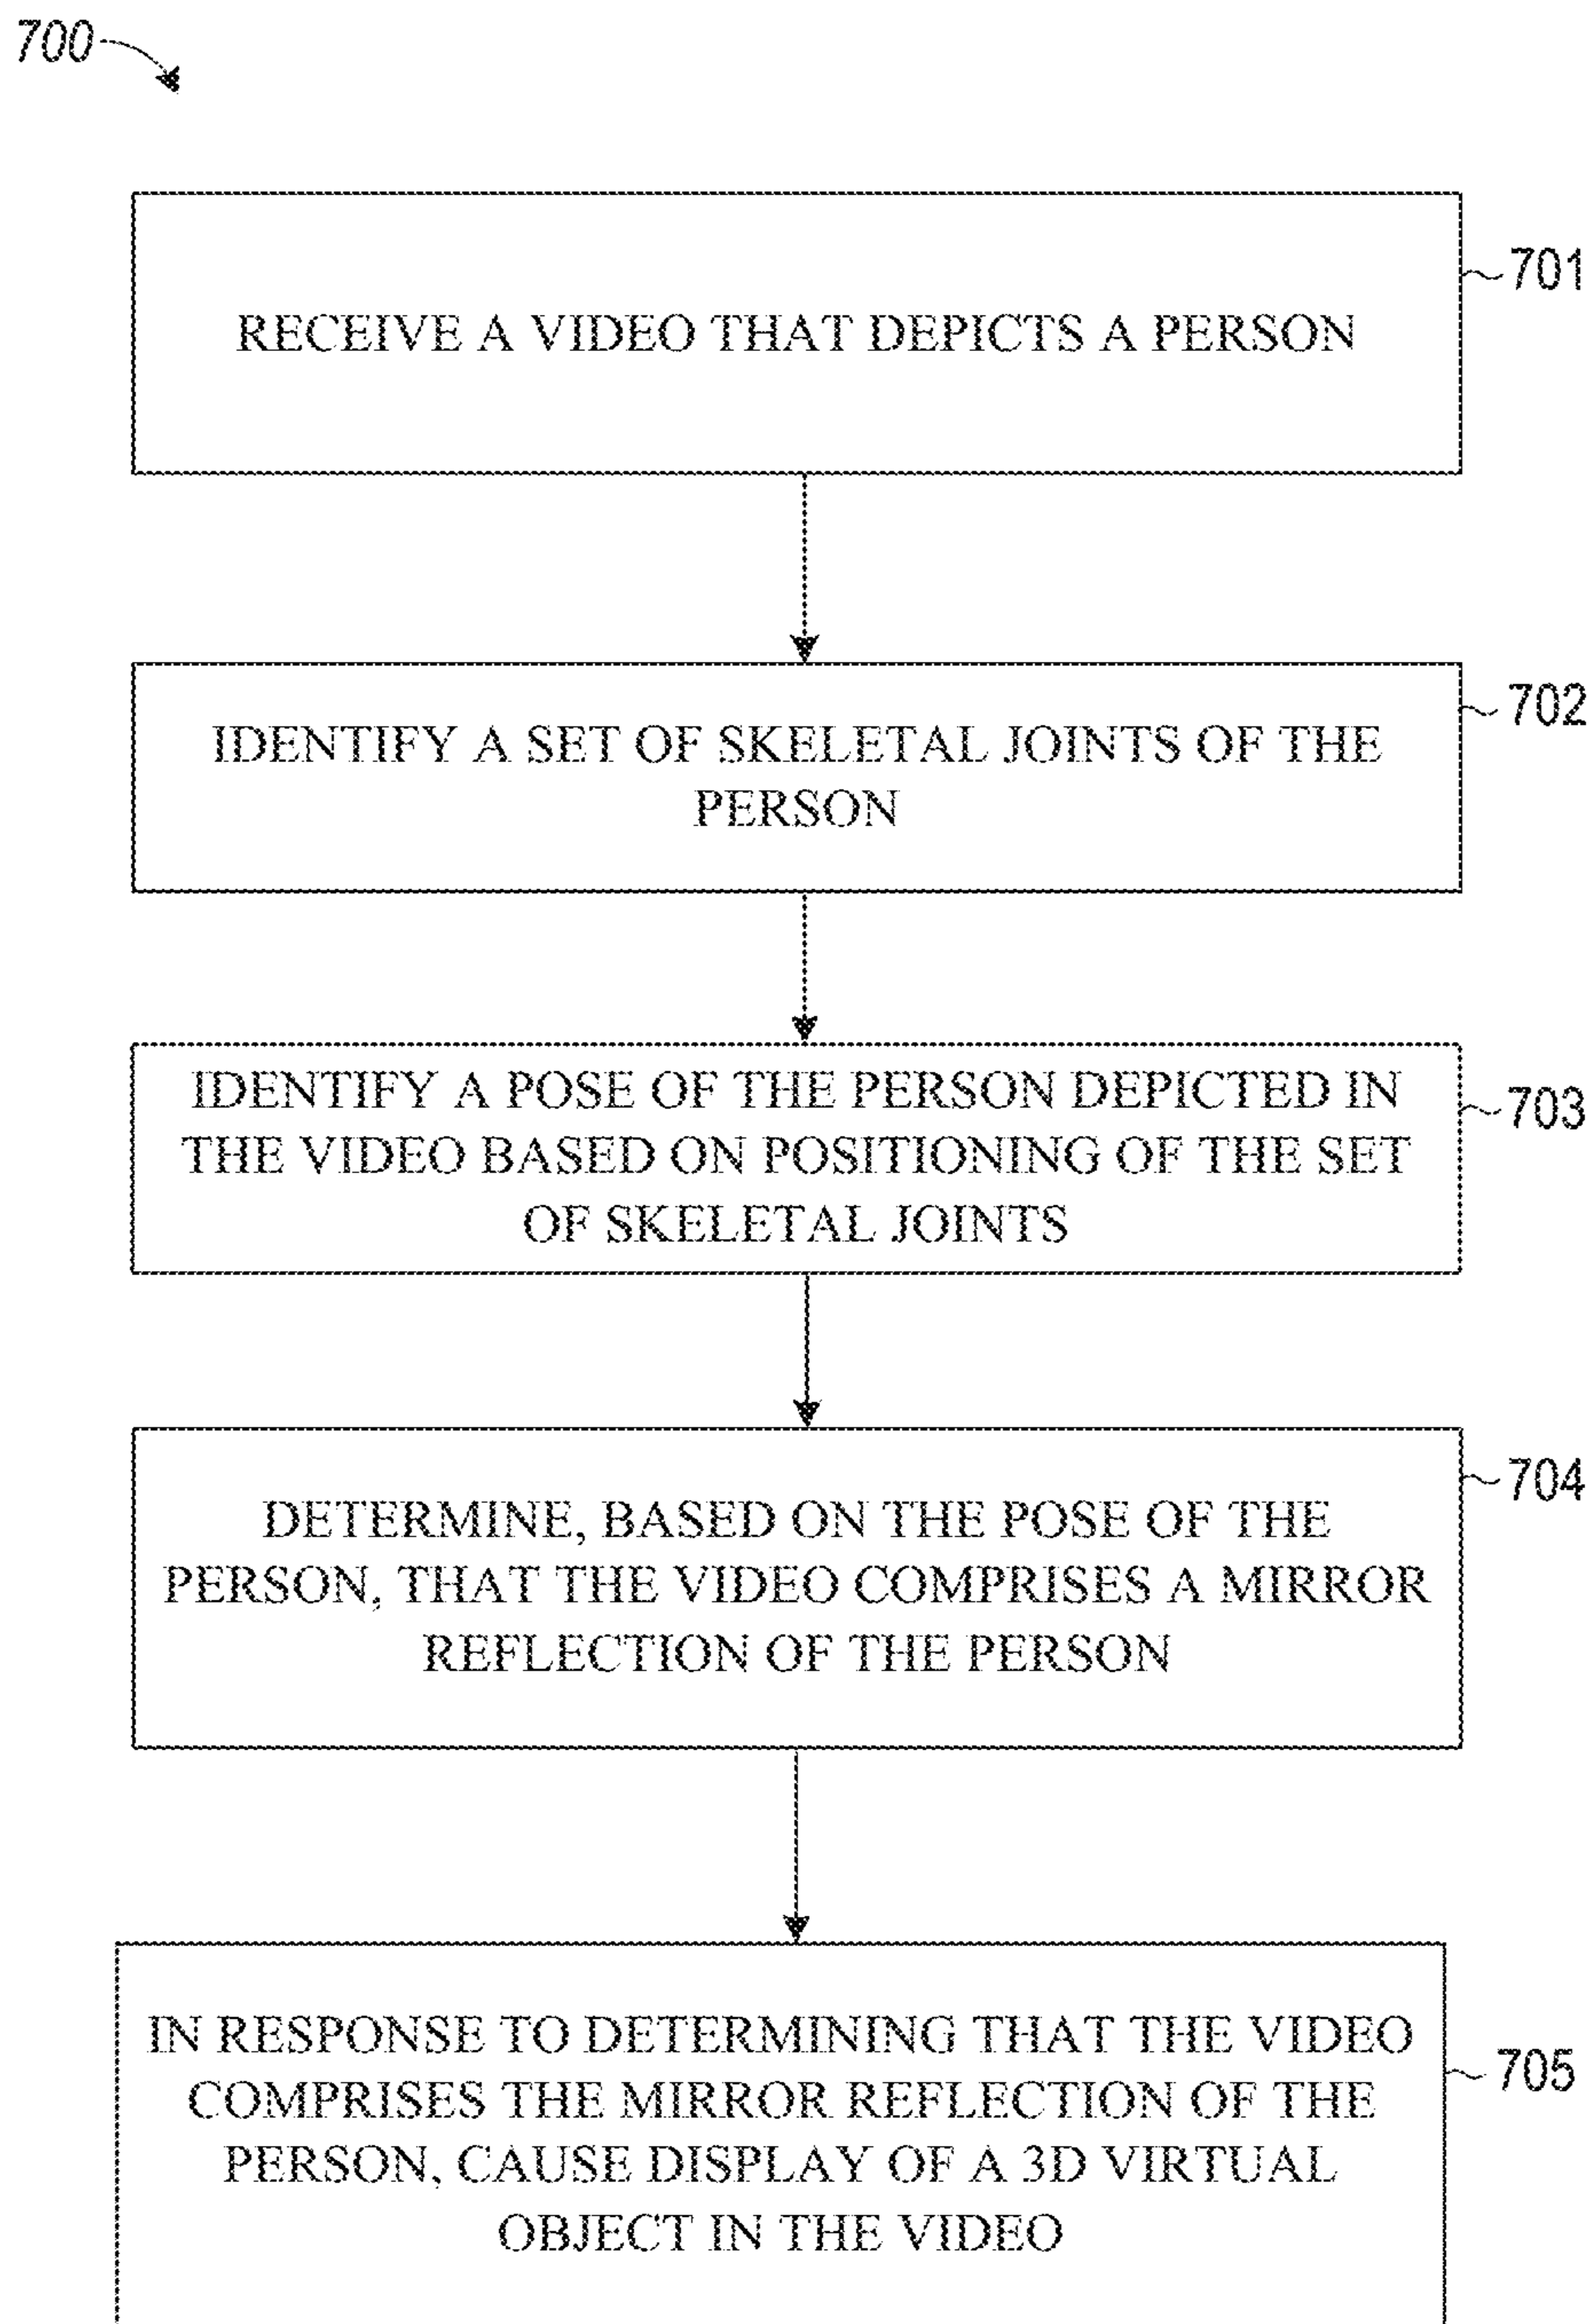 700
RECEIVE A VIDEO THAT DEPICTS A PERSON
701
IDENTIFY A SET OF SKELETAL JOINTS OF THE
PERSON
702
IDENTIFY A POSE OF THE PERSON DEPICTED IN
THE VIDEO BASED ON POSITIONING OF THE SET
OF SKELETAL JOINTS
703
DETERMINE, BASED ON THE POSE OF THE
PERSON, THAT THE VIDEO COMPRISES A MIRROR
REFLECTION OF THE PERSON
704
IN RESPONSE TO DETERMINING THAT THE VIDEO
COMPRISES THE MIRROR REFLECTION OF THE
PERSON, CAUSE DISPLAY OF A 3D VIRTUAL
OBJECT IN THE VIDEO
705